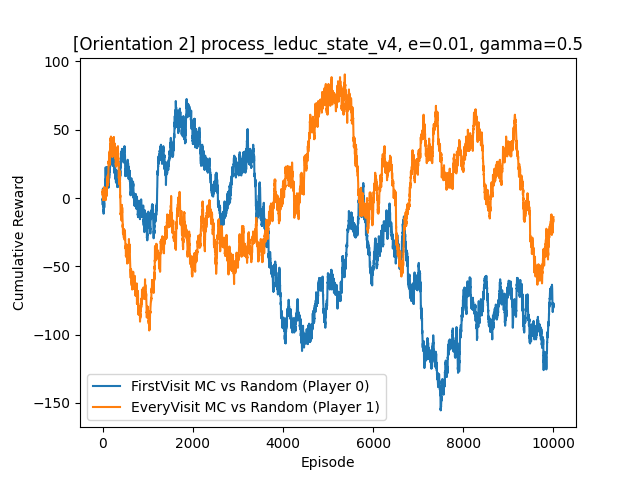 [Orientation 2] process_leduc_state_v4, e=0.01, gamma=0.5
Cumulative Reward
100
50
0
−50
−100
−150
FirstVisit MC vs Random (Player 0)
EveryVisit MC vs Random (Player 1)
0 2000 4000 6000 8000 10000
Episode